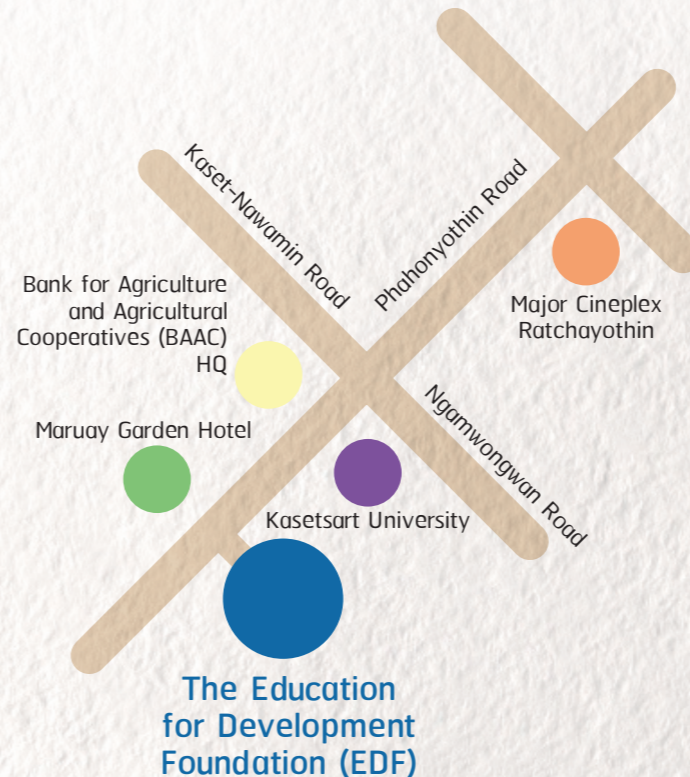 Kaset-Nawamin Road
Phahonyothin Road
Bank for Agriculture
and Agricultural
Cooperatives (BAAC)
HQ
Major Cineplex
Ratchayothin
Maruay Garden Hotel
Ngamwongwan Road
Kasetsart University
The Education
for Development
Foundation (EDF)